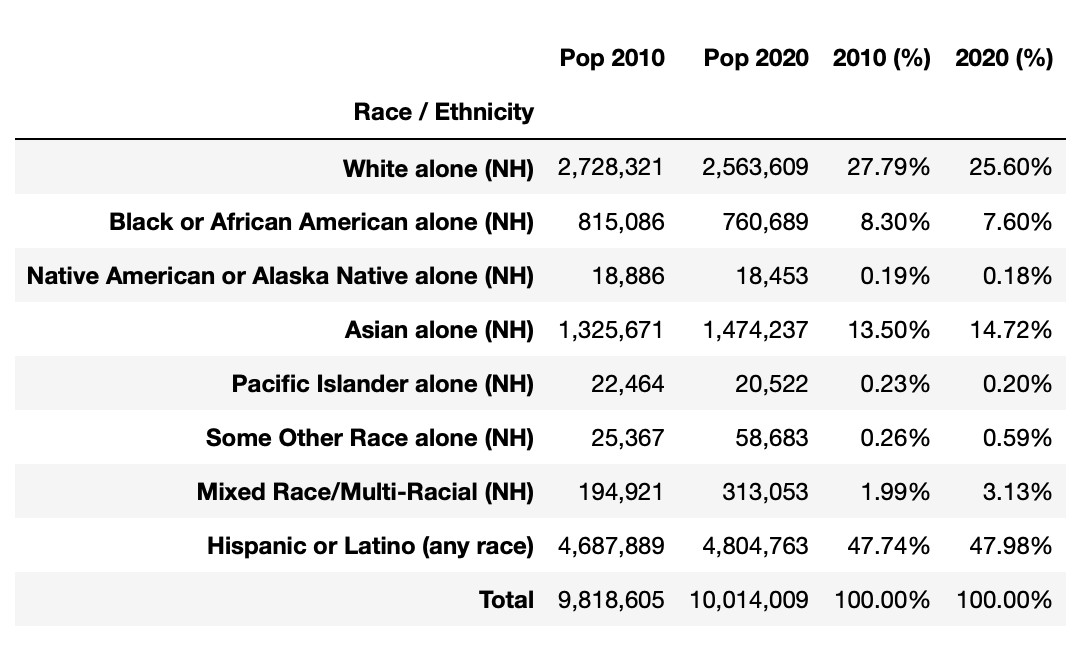 Pop 2010 Pop 2020 2010 (%) 2020 (%)
Race / Ethnicity
White alone (NH) 2,728,321 2,563,609 27.79% 25.60%
Black or African American alone (NH) 815,086 760,689 8.30% 7.60%
Native American or Alaska Native alone (NH) 18,886 18,453 0.19% 0.18%
Asian alone (NH) 1,325,671 1,474,237 13.50% 14.72%
Pacific Islander alone (NH) 22,464 20,522 0.23% 0.20%
Some Other Race alone (NH) 25,367 58,683 0.26% 0.59%
Mixed Race/Multi-Racial (NH) 194,921 313,053 1.99% 3.13%
Hispanic or Latino (any race) 4,687,889 4,804,763 47.74% 47.98%
Total 9,818,605 10,014,009 100.00% 100.00%